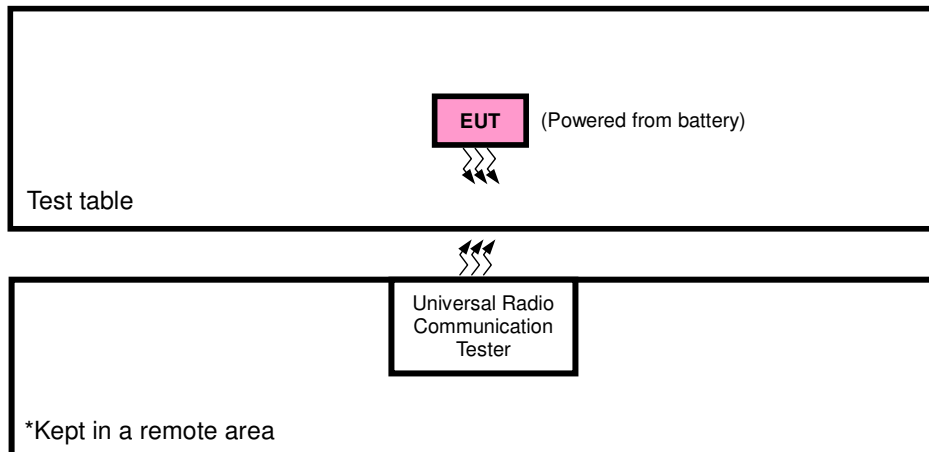 EUT
(Powered from battery)
Test table
Universal Radio
Communication
Tester
*Kept in a remote area